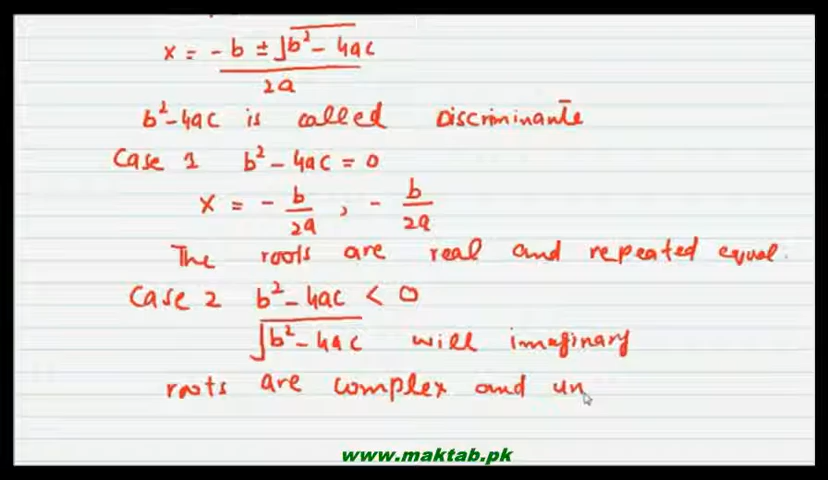 x = -b ± √b² - 4ac
2a
b² - 4ac is called Discriminante
Case 1 b² - 4ac = 0
x = - b/2a , - b/2a
The roots are real and repeated equal.
Case 2 b² - 4ac < 0
√b² - 4ac will imaginary
roots are complex and un
www.maktab.pk